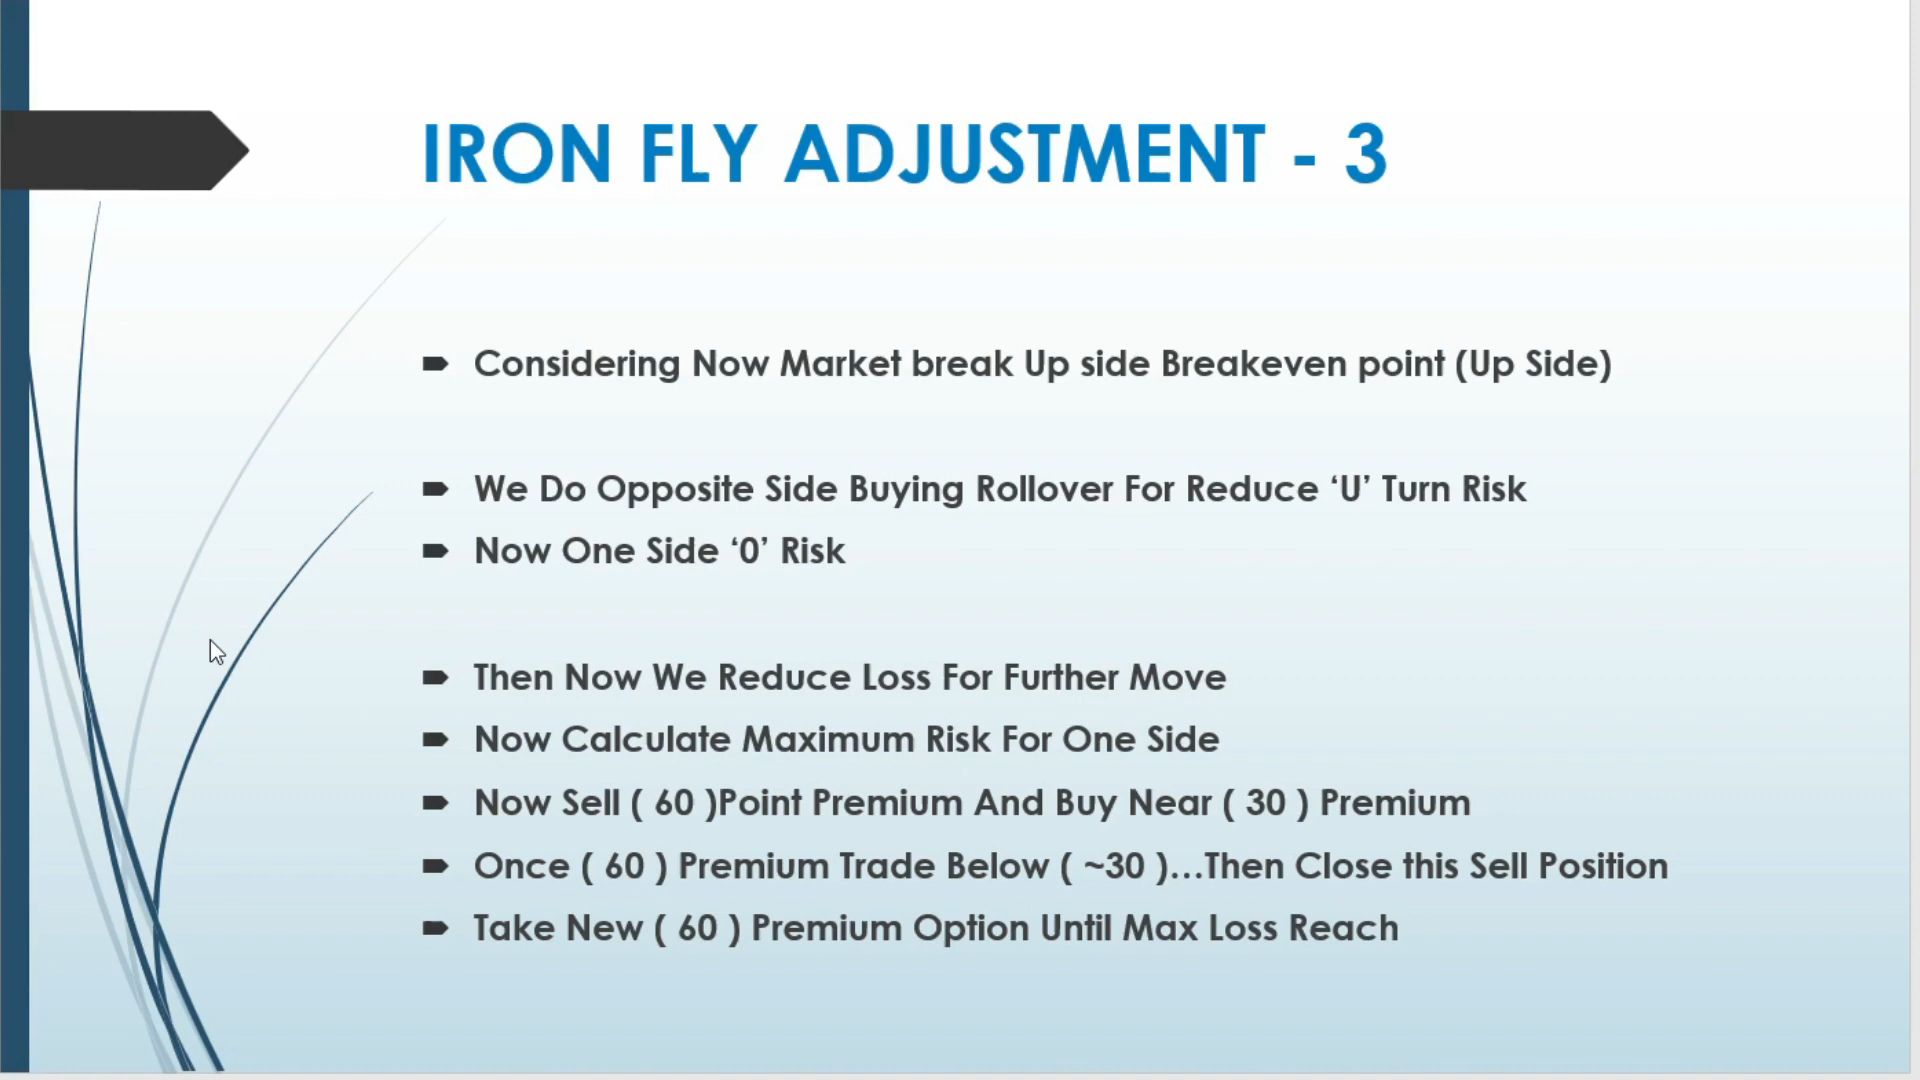 IRON FLY ADJUSTMENT - 3
Considering Now Market break Up side Breakeven point (Up Side)
We Do Opposite Side Buying Rollover For Reduce ‘U’ Turn Risk
Now One Side ‘0’ Risk
Then Now We Reduce Loss For Further Move
Now Calculate Maximum Risk For One Side
Now Sell ( 60 )Point Premium And Buy Near ( 30 ) Premium
Once ( 60 ) Premium Trade Below ( ~30 )...Then Close this Sell Position
Take New ( 60 ) Premium Option Until Max Loss Reach